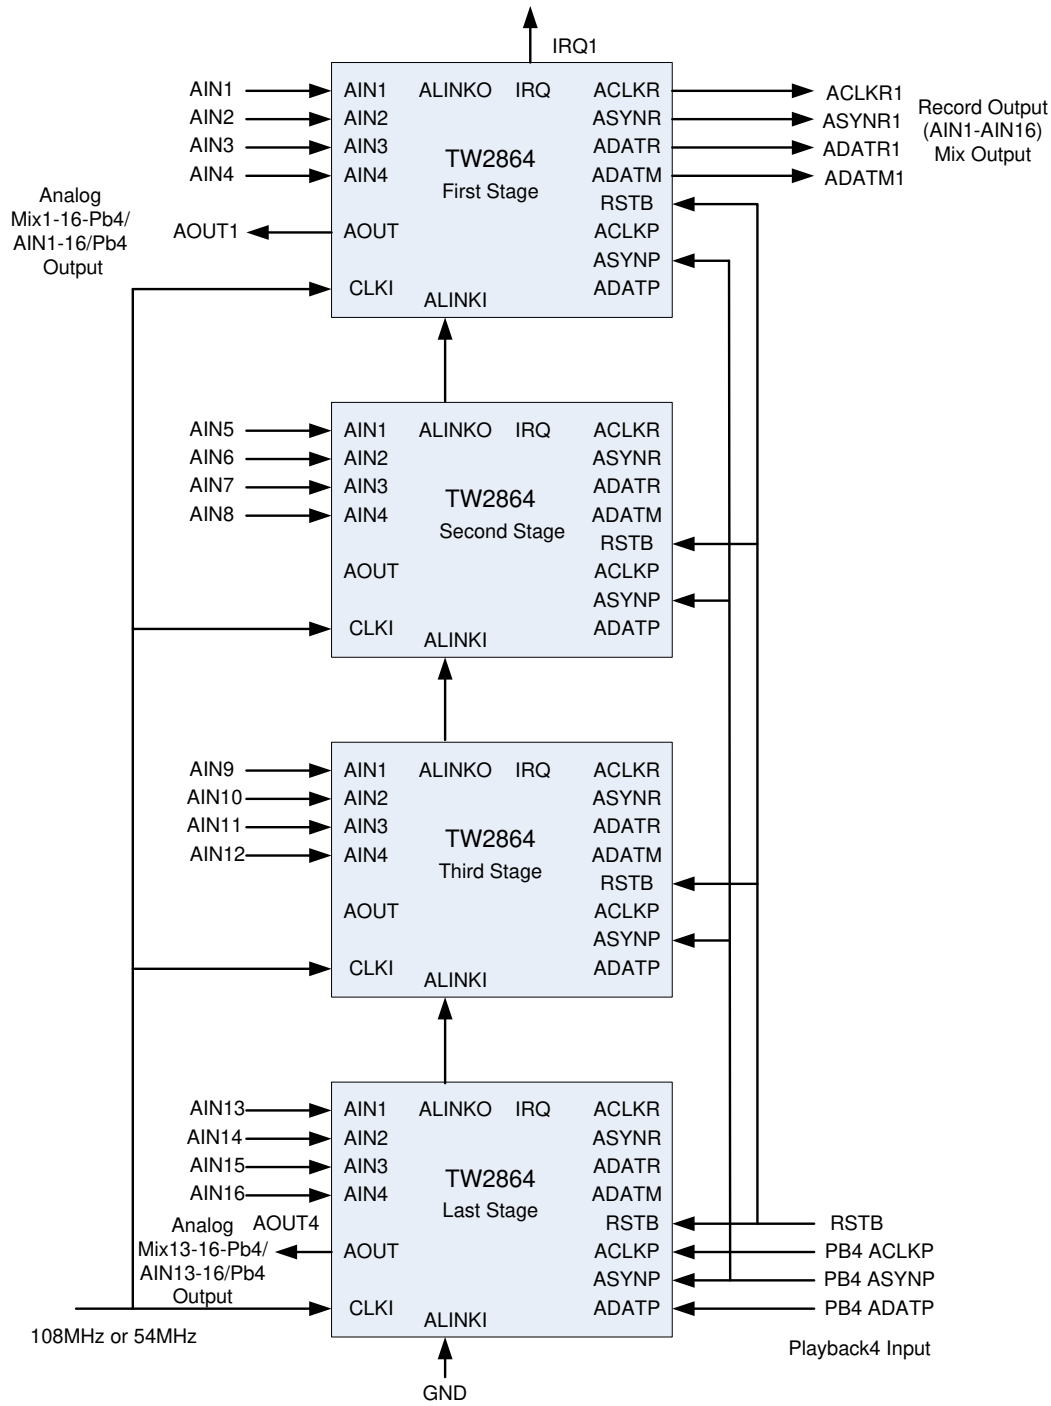 IRQ1
AIN1 AIN1 ALINKO IRQ ACLKR ACLKR1
AIN2 AIN2 ASYNR ASYNR1
AIN3 AIN3 ADATR ADATR1
AIN4 AIN4 ADATM ADATM1
Record Output
(AIN1-AIN16)
Mix Output
TW2864
First Stage
RSTB
Analog
Mix1-16-Pb4/
AIN1-16/Pb4
Output
AOUT1 AOUT ACLKP
ASYNP
CLKI ADATP
ALINKI
AIN5 AIN1 ALINKO IRQ ACLKR
AIN6 AIN2 ASYNR
AIN7 AIN3 ADATR
AIN8 AIN4 ADATM
TW2864
Second Stage
RSTB
AOUT ACLKP
ASYNP
CLKI ADATP
ALINKI
AIN9 AIN1 ALINKO IRQ ACLKR
AIN10 AIN2 ASYNR
AIN11 AIN3 ADATR
AIN12 AIN4 ADATM
TW2864
Third Stage
RSTB
AOUT ACLKP
ASYNP
CLKI ADATP
ALINKI
AIN13 AIN1 ALINKO IRQ ACLKR
AIN14 AIN2 ASYNR
AIN15 AIN3 ADATR
AIN16 AIN4 ADATM
TW2864
Last Stage
AOUT4 RSTB RSTB
Analog
Mix13-16-Pb4/
AIN13-16/Pb4
Output
AOUT ACLKP PB4 ACLKP
ASYNP PB4 ASYNP
CLKI ADATP PB4 ADATP
ALINKI
108MHz or 54MHz
Playback4 Input
GND